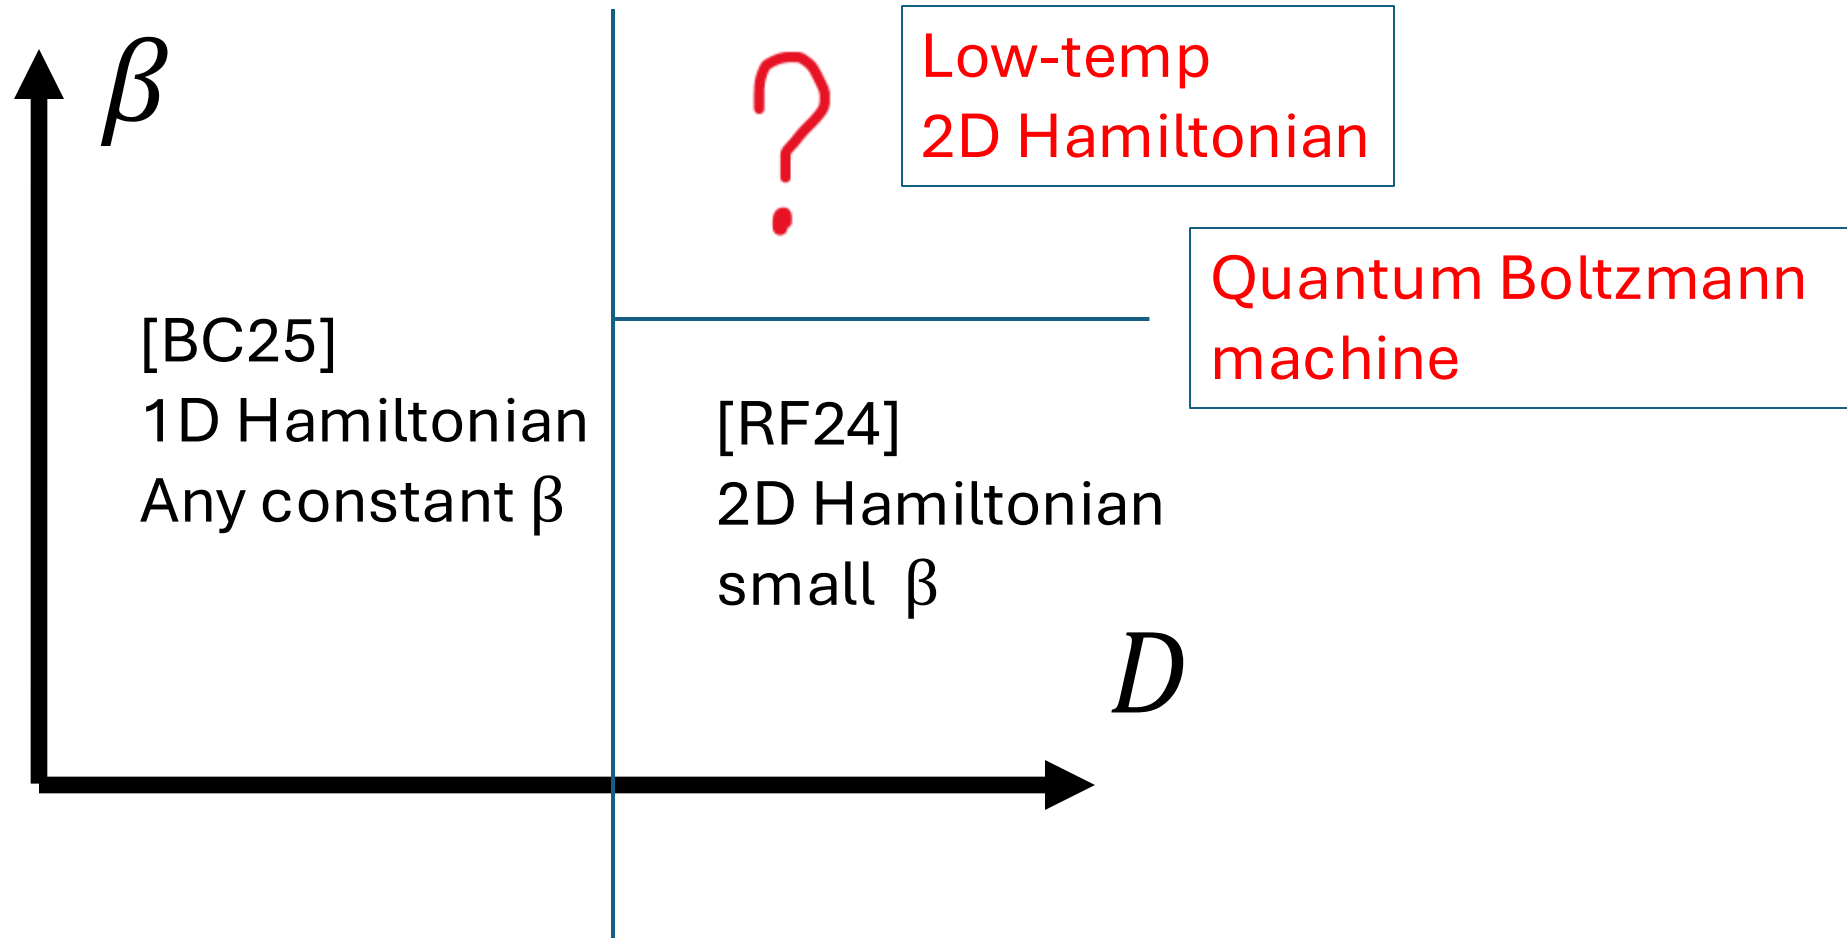 β
?
Low-temp
2D Hamiltonian
Quantum Boltzmann
machine
[BC25]
1D Hamiltonian
Any constant β
[RF24]
2D Hamiltonian
small β
D